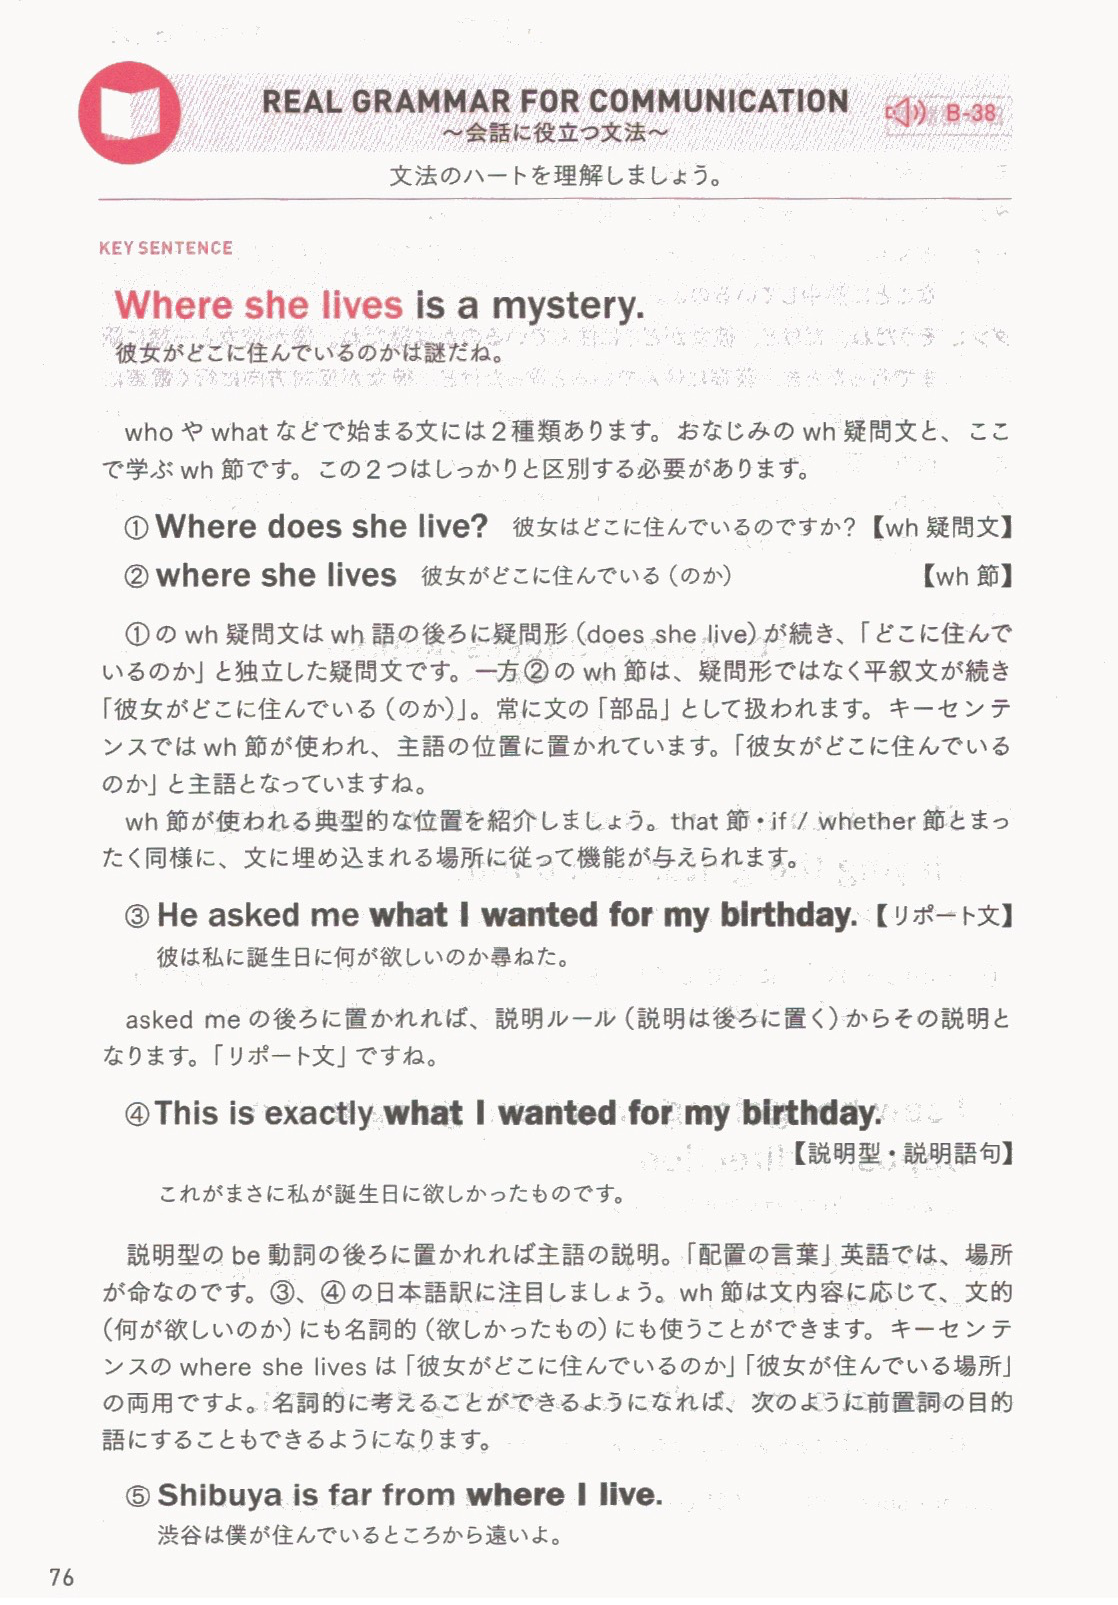 REAL GRAMMAR FOR COMMUNICATION
～会話に役立つ文法～
B-38
文法のハートを理解しましょう。
KEY SENTENCE
Where she lives is a mystery.
彼女がどこに住んでいるのかは謎だね。
who や what などで始まる文には2種類あります。おなじみの wh 疑問文と、ここ
で学ぶ wh 節です。この2つはしっかりと区別する必要があります。
① Where does she live? 彼女はどこに住んでいるのですか？【wh 疑問文】
② where she lives 彼女がどこに住んでいる（のか）【wh 節】
①の wh 疑問文は wh 語の後ろに疑問形（does she live）が続き、「どこに住んで
いるのか」と独立した疑問文です。一方②の wh 節は、疑問形ではなく平叙文が続き
「彼女がどこに住んでいる（のか）」。常に文の「部品」として扱われます。キーセンテ
ンスでは wh 節が使われ、主語の位置に置かれています。「彼女がどこに住んでいる
のか」と主語となっていますね。
wh 節が使われる典型的な位置を紹介しましょう。that 節・if / whether 節とまっ
たく同様に、文に埋め込まれる場所に従って機能が与えられます。
③ He asked me what I wanted for my birthday.【リポート文】
彼は私に誕生日に何が欲しいのか尋ねた。
asked me の後ろに置かれれば、説明ルール（説明は後ろに置く）からその説明と
なります。「リポート文」ですね。
④ This is exactly what I wanted for my birthday.
【説明型・説明語句】
これがまさに私が誕生日に欲しかったものです。
説明型の be 動詞の後ろに置かれれば主語の説明。「配置の言葉」英語では、場所
が命なのです。③、④の日本語訳に注目しましょう。wh 節は文内容に応じて、文的
（何が欲しいのか）にも名詞的（欲しかったもの）にも使うことができます。キーセンテ
ンスの where she lives は「彼女がどこに住んでいるのか」「彼女が住んでいる場所」
の両用ですよ。名詞的に考えることができるようになれば、次のように前置詞の目的
語にすることもできるようになります。
⑤ Shibuya is far from where I live.
渋谷は僕が住んでいるところから遠いよ。
76